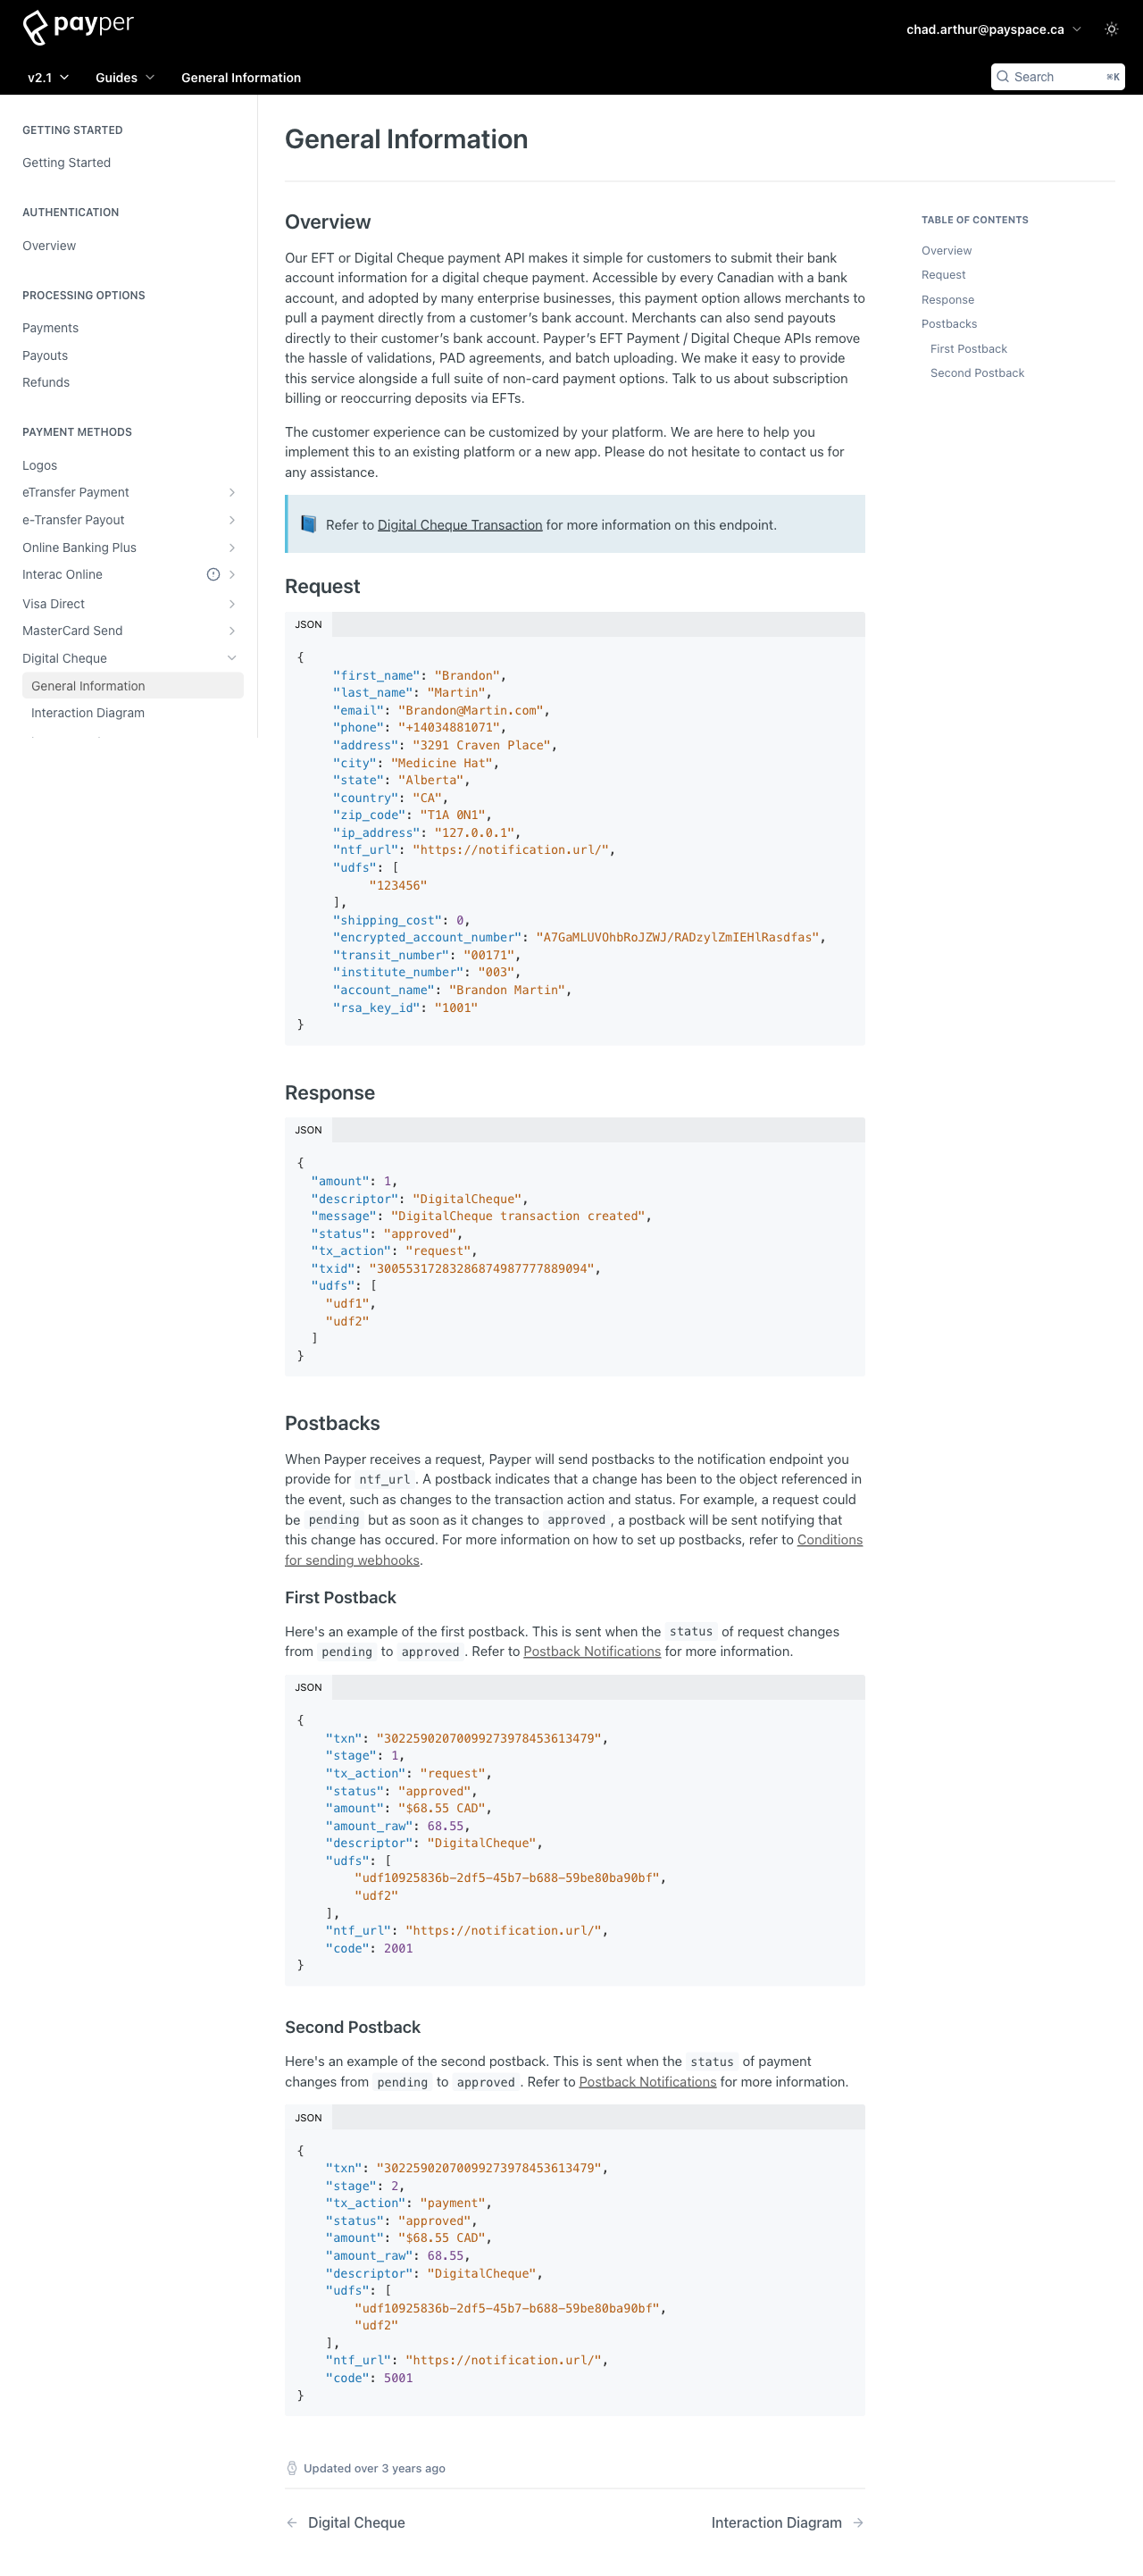 payper
chad.arthur@payspace.ca
v2.1
Guides
General Information
Search
⌘K
GETTING STARTED
Getting Started
AUTHENTICATION
Overview
PROCESSING OPTIONS
Payments
Payouts
Refunds
PAYMENT METHODS
Logos
eTransfer Payment
e-Transfer Payout
Online Banking Plus
Interac Online
Visa Direct
MasterCard Send
Digital Cheque
General Information
Interaction Diagram
General Information
Overview
Our EFT or Digital Cheque payment API makes it simple for customers to submit their bank
account information for a digital cheque payment. Accessible by every Canadian with a bank
account, and adopted by many enterprise businesses, this payment option allows merchants to
pull a payment directly from a customer’s bank account. Merchants can also send payouts
directly to their customer’s bank account. Payper’s EFT Payment / Digital Cheque APIs remove
the hassle of validations, PAD agreements, and batch uploading. We make it easy to provide
this service alongside a full suite of non-card payment options. Talk to us about subscription
billing or reoccurring deposits via EFTs.
The customer experience can be customized by your platform. We are here to help you
implement this to an existing platform or a new app. Please do not hesitate to contact us for
any assistance.
Refer to Digital Cheque Transaction for more information on this endpoint.
Request
JSON
{
"first_name": "Brandon",
"last_name": "Martin",
"email": "Brandon@Martin.com",
"phone": "+14034881071",
"address": "3291 Craven Place",
"city": "Medicine Hat",
"state": "Alberta",
"country": "CA",
"zip_code": "T1A 0N1",
"ip_address": "127.0.0.1",
"ntf_url": "https://notification.url/",
"udfs": [
"123456"
],
"shipping_cost": 0,
"encrypted_account_number": "A7GaMLUVOhbRoJZWJ/RADzylZmIEHlRasdfas",
"transit_number": "00171",
"institute_number": "003",
"account_name": "Brandon Martin",
"rsa_key_id": "1001"
}
Response
JSON
{
"amount": 1,
"descriptor": "DigitalCheque",
"message": "DigitalCheque transaction created",
"status": "approved",
"tx_action": "request",
"txid": "30055317283286874987777889094",
"udfs": [
"udf1",
"udf2"
]
}
Postbacks
When Payper receives a request, Payper will send postbacks to the notification endpoint you
provide for ntf_url. A postback indicates that a change has been to the object referenced in
the event, such as changes to the transaction action and status. For example, a request could
be pending but as soon as it changes to approved, a postback will be sent notifying that
this change has occured. For more information on how to set up postbacks, refer to Conditions
for sending webhooks.
First Postback
Here's an example of the first postback. This is sent when the status of request changes
from pending to approved. Refer to Postback Notifications for more information.
JSON
{
"txn": "30225902070099273978453613479",
"stage": 1,
"tx_action": "request",
"status": "approved",
"amount": "$68.55 CAD",
"amount_raw": 68.55,
"descriptor": "DigitalCheque",
"udfs": [
"udf10925836b-2df5-45b7-b688-59be80ba90bf",
"udf2"
],
"ntf_url": "https://notification.url/",
"code": 2001
}
Second Postback
Here's an example of the second postback. This is sent when the status of payment
changes from pending to approved. Refer to Postback Notifications for more information.
JSON
{
"txn": "30225902070099273978453613479",
"stage": 2,
"tx_action": "payment",
"status": "approved",
"amount": "$68.55 CAD",
"amount_raw": 68.55,
"descriptor": "DigitalCheque",
"udfs": [
"udf10925836b-2df5-45b7-b688-59be80ba90bf",
"udf2"
],
"ntf_url": "https://notification.url/",
"code": 5001
}
Updated over 3 years ago
Digital Cheque
Interaction Diagram
TABLE OF CONTENTS
Overview
Request
Response
Postbacks
First Postback
Second Postback